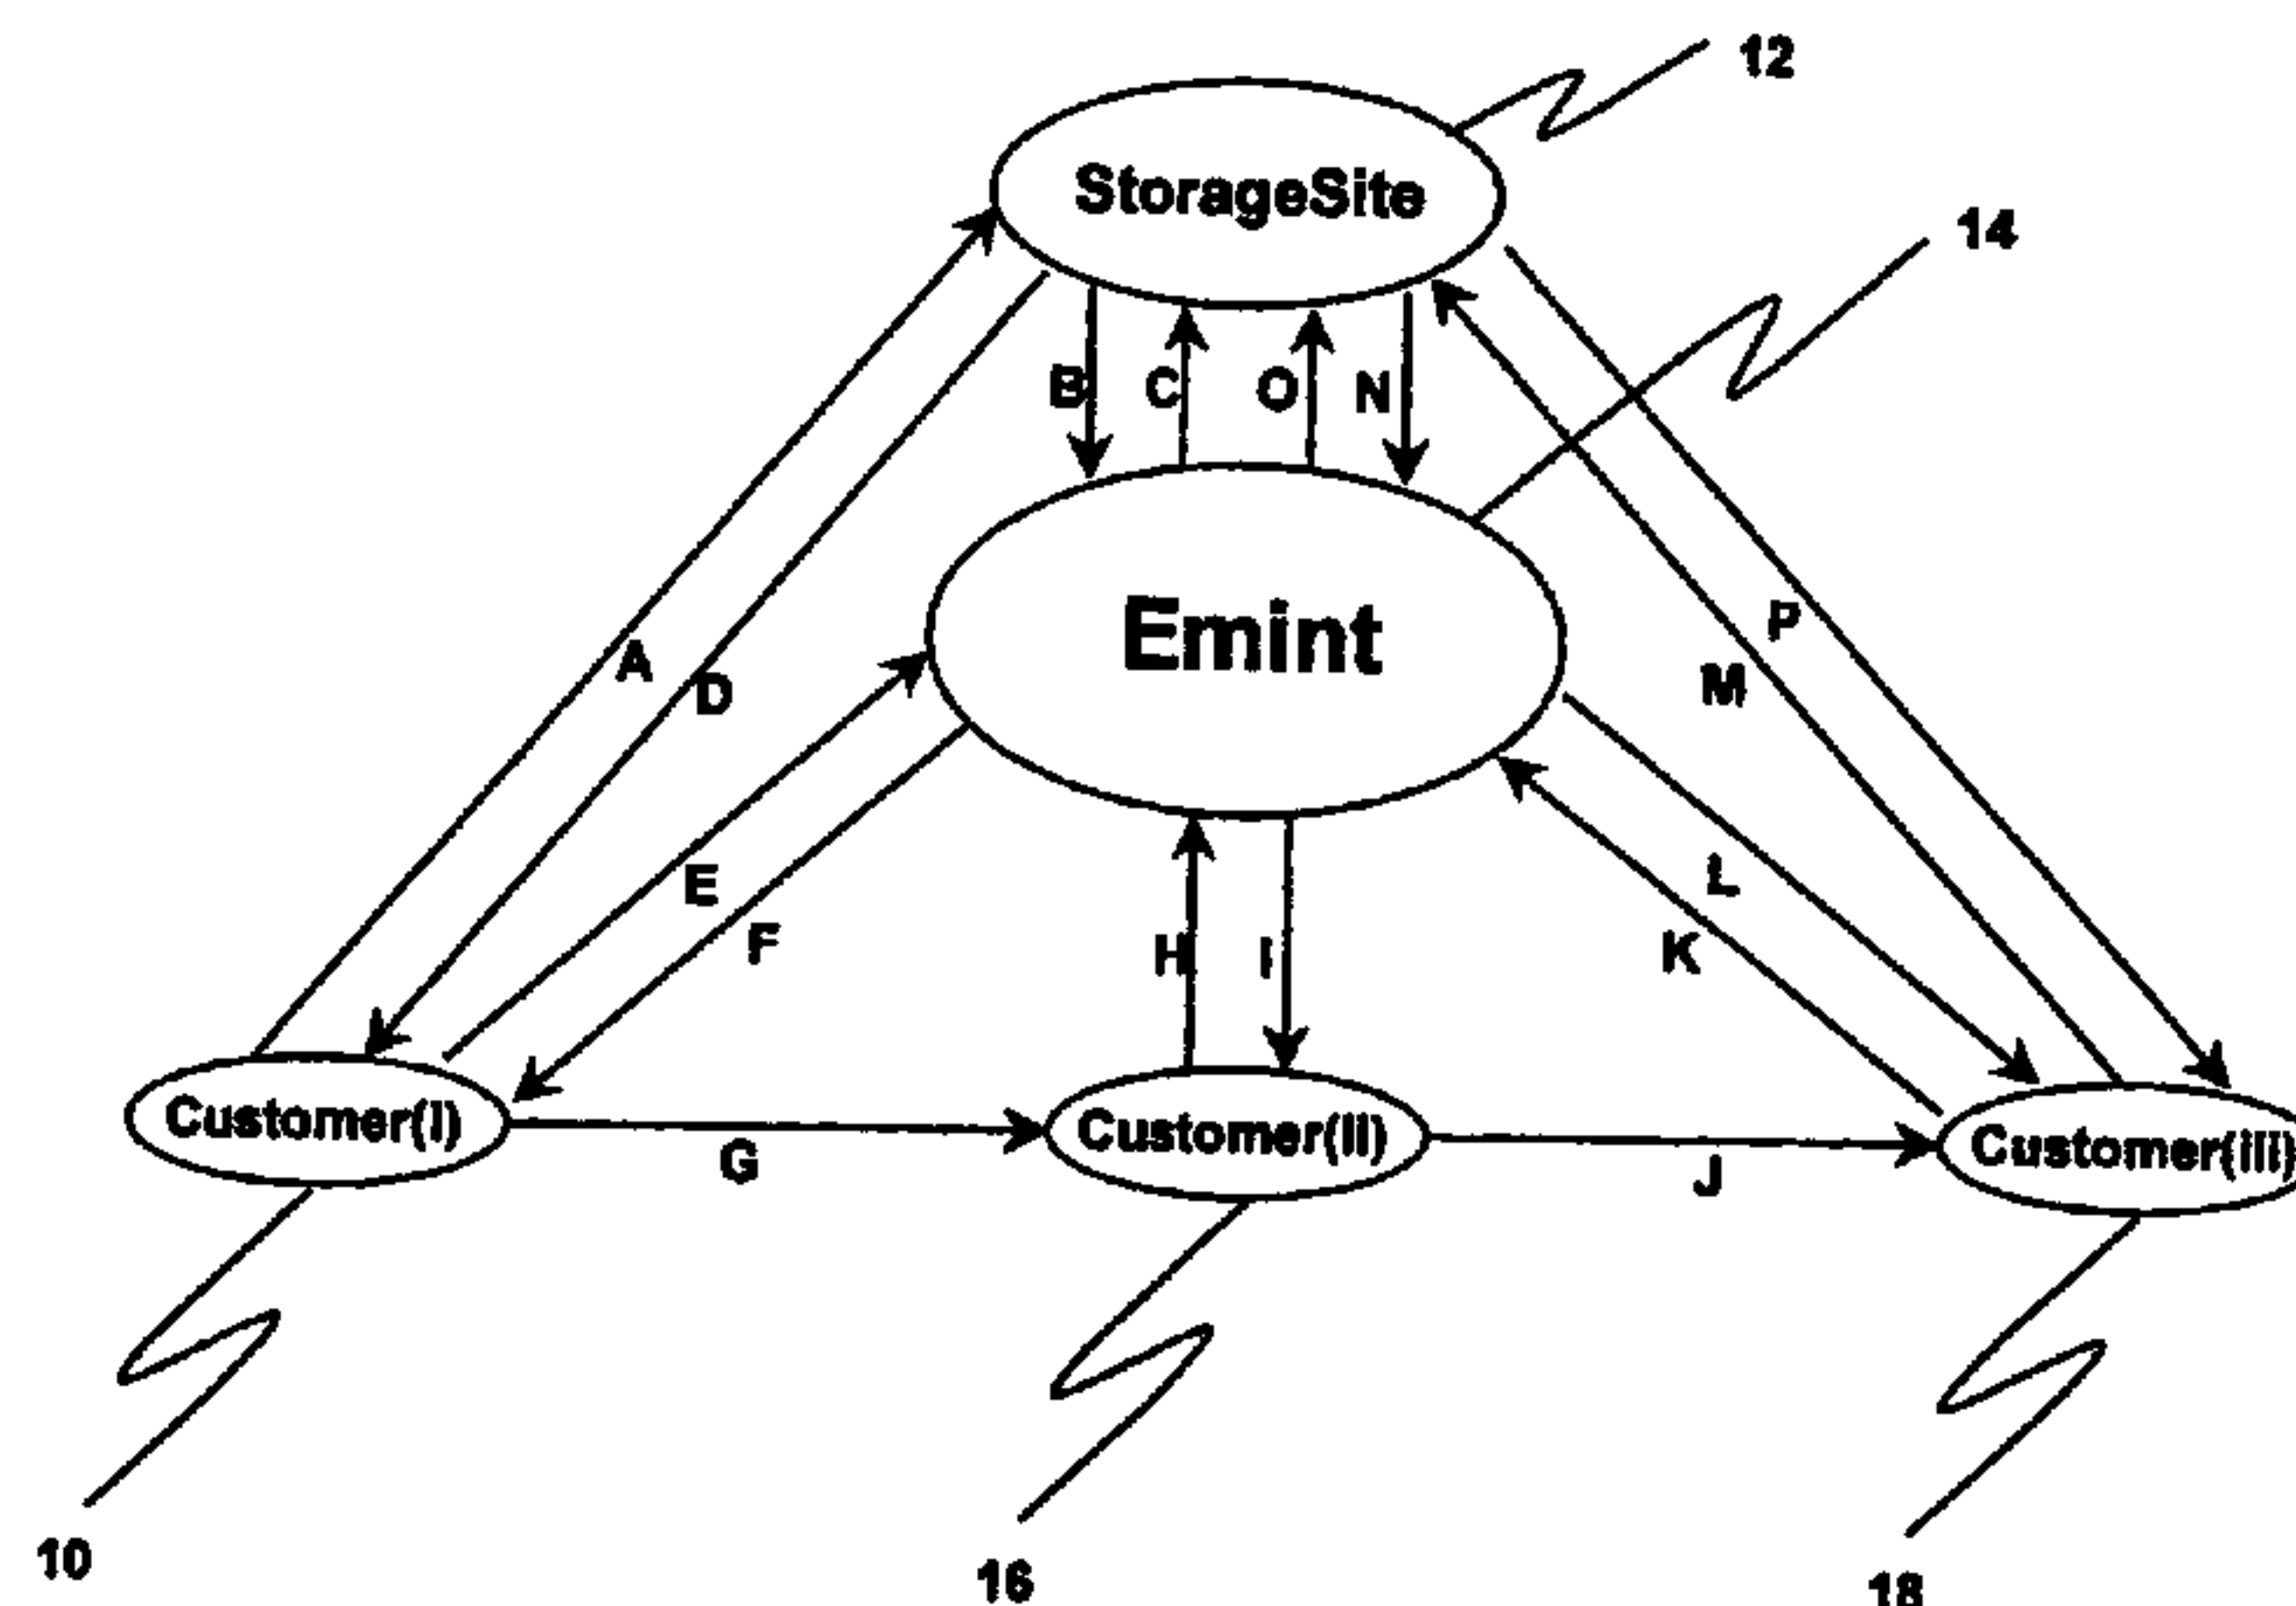 12
StorageSite
14
B C O N
Emint
A D
P
M
E
F
L
K
H I
Customer(i)
Customer(ii)
Customer(iii)
G
J
10
16
18